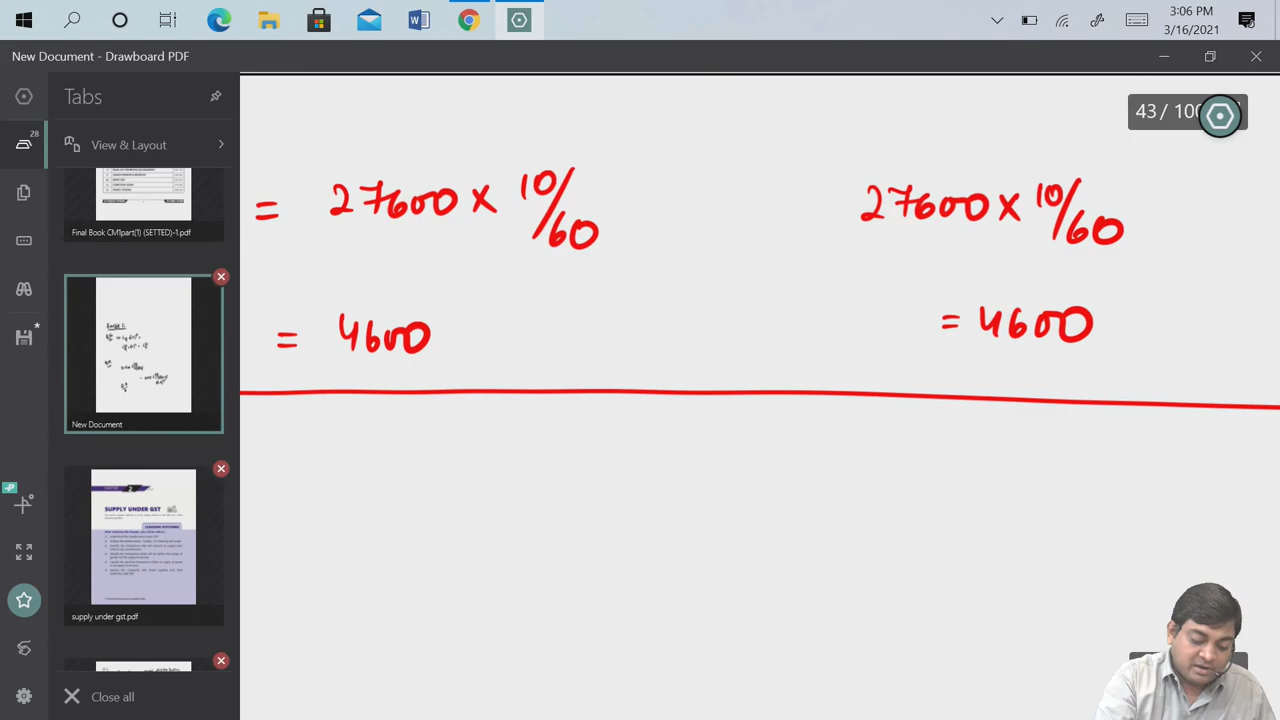 3:06 PM
3/16/2021
New Document - Drawboard PDF
28
Tabs
View & Layout
Final Book CM1part(1) (SETTED)-1.pdf
New Document
SUPPLY UNDER GST
supply under gst.pdf
Close all
43 / 100
= 27600 × 10/60
= 4600
27600 × 10/60
= 4600